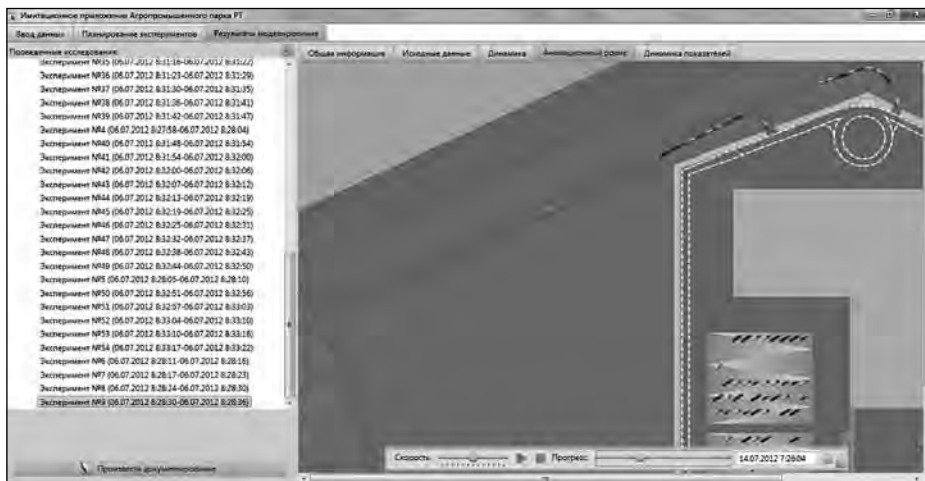 Имитационное приложение Агропромышленного парка РТ
Ввод данных Планирование экспериментов Результаты моделирования
Проведенные исследования:
Общая информация Исходные данные Динамика Анимационный ролик Динамика показателей
Эксперимент №35 (06.07.2012 8:31:16-06.07.2012 8:31:22)
Эксперимент №36 (06.07.2012 8:31:23-06.07.2012 8:31:29)
Эксперимент №37 (06.07.2012 8:31:30-06.07.2012 8:31:35)
Эксперимент №38 (06.07.2012 8:31:36-06.07.2012 8:31:41)
Эксперимент №39 (06.07.2012 8:31:42-06.07.2012 8:31:47)
Эксперимент №4 (06.07.2012 8:27:58-06.07.2012 8:28:04)
Эксперимент №40 (06.07.2012 8:31:48-06.07.2012 8:31:54)
Эксперимент №41 (06.07.2012 8:31:54-06.07.2012 8:32:00)
Эксперимент №42 (06.07.2012 8:32:00-06.07.2012 8:32:06)
Эксперимент №43 (06.07.2012 8:32:07-06.07.2012 8:32:12)
Эксперимент №44 (06.07.2012 8:32:13-06.07.2012 8:32:19)
Эксперимент №45 (06.07.2012 8:32:19-06.07.2012 8:32:25)
Эксперимент №46 (06.07.2012 8:32:25-06.07.2012 8:32:31)
Эксперимент №47 (06.07.2012 8:32:32-06.07.2012 8:32:37)
Эксперимент №48 (06.07.2012 8:32:38-06.07.2012 8:32:43)
Эксперимент №49 (06.07.2012 8:32:44-06.07.2012 8:32:50)
Эксперимент №5 (06.07.2012 8:28:05-06.07.2012 8:28:10)
Эксперимент №50 (06.07.2012 8:32:51-06.07.2012 8:32:56)
Эксперимент №51 (06.07.2012 8:32:57-06.07.2012 8:33:03)
Эксперимент №52 (06.07.2012 8:33:04-06.07.2012 8:33:10)
Эксперимент №53 (06.07.2012 8:33:10-06.07.2012 8:33:16)
Эксперимент №54 (06.07.2012 8:33:17-06.07.2012 8:33:22)
Эксперимент №6 (06.07.2012 8:28:11-06.07.2012 8:28:16)
Эксперимент №7 (06.07.2012 8:28:17-06.07.2012 8:28:23)
Эксперимент №8 (06.07.2012 8:28:24-06.07.2012 8:28:30)
Эксперимент №9 (06.07.2012 8:28:30-06.07.2012 8:28:36)
Произвести документирование
Скорость: Прогресс: 14.07.2012 7:26:04